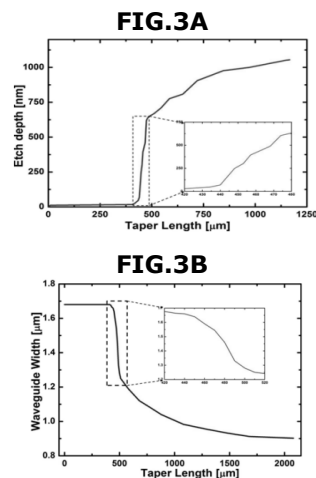 FIG.3A
Etch depth [nm]
1000
750
500
250
0
0 250 500 750 1000 1250
Taper Length [µm]
FIG.3B
Waveguide Width [µm]
1.8
1.6
1.4
1.2
1.0
0.8
0 500 1000 1500 2000
Taper Length [µm]